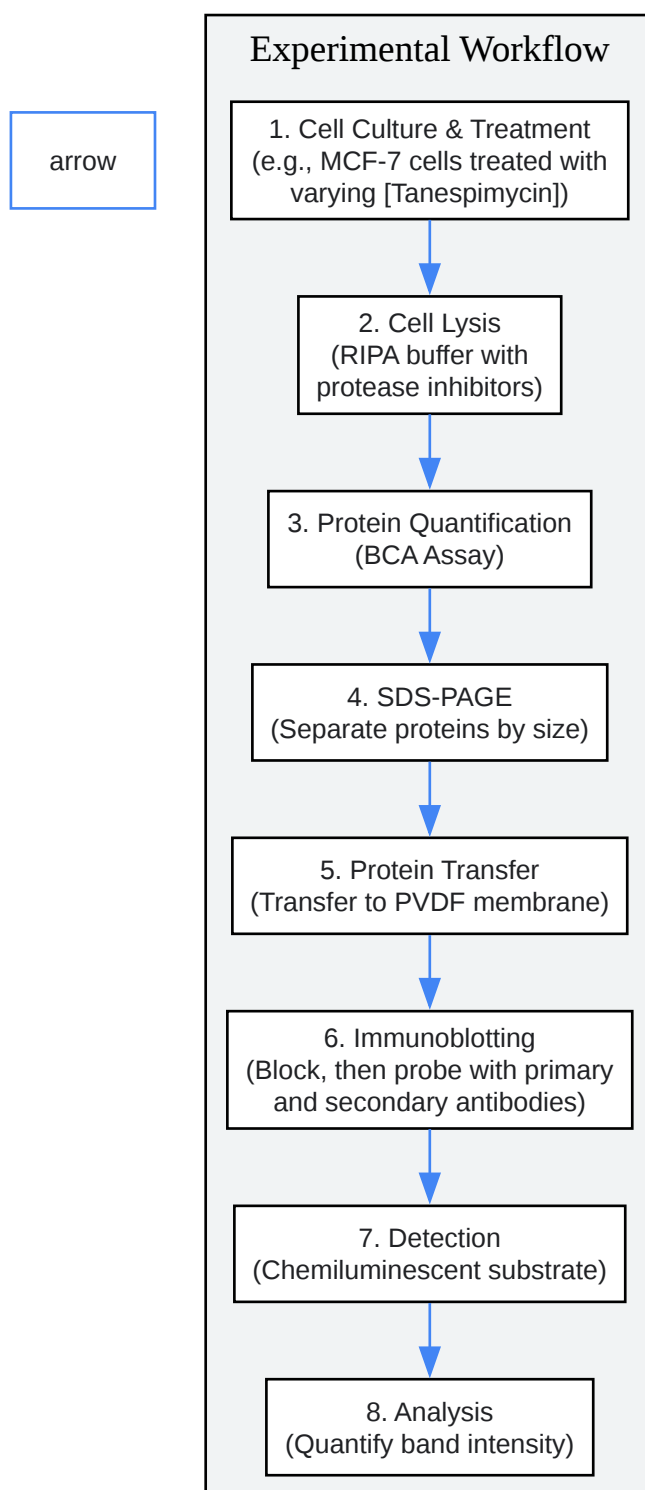 Experimental Workflow
arrow
1. Cell Culture & Treatment
(e.g., MCF-7 cells treated with
varying [Tanespimycin])
2. Cell Lysis
(RIPA buffer with
protease inhibitors)
3. Protein Quantification
(BCA Assay)
4. SDS-PAGE
(Separate proteins by size)
5. Protein Transfer
(Transfer to PVDF membrane)
6. Immunoblotting
(Block, then probe with primary
and secondary antibodies)
7. Detection
(Chemiluminescent substrate)
8. Analysis
(Quantify band intensity)